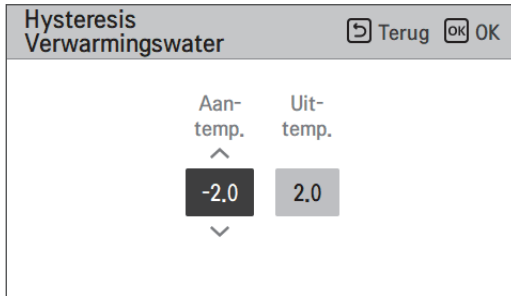 Hysteresis
Verwarmingswater
Terug OK OK
Aan-
temp.
Uit-
temp.
-2.0
2.0